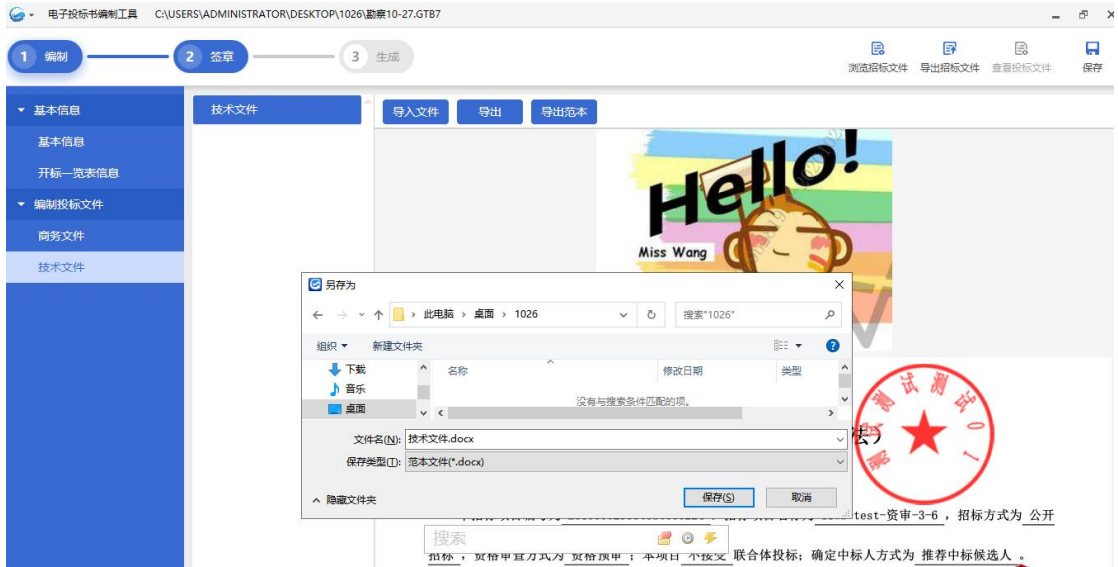 电子投标书编制工具 C:\USERS\ADMINISTRATOR\DESKTOP\1026\勘察10-27.GTB7
1 编制
2 签章
3 生成
浏览招标文件
导出招标文件
查看投标文件
保存
基本信息
基本信息
开标一览表信息
编制投标文件
商务文件
技术文件
技术文件
导入文件
导出
导出范本
Hello!
Miss Wang
另存为
此电脑 › 桌面 › 1026
搜索"1026"
组织
新建文件夹
下载
音乐
桌面
名称
修改日期
类型
没有与搜索条件匹配的项。
文件名(N): 技术文件.docx
保存类型(T): 范本文件(*.docx)
隐藏文件夹
保存(S)
取消
法)
测试测试测试01
test-资审-3-6 ，招标方式为 公开
搜索
招标 ，资格审查方式为 资格预审 ；本项目 不接受 联合体投标；确定中标人方式为 推荐中标候选人 。